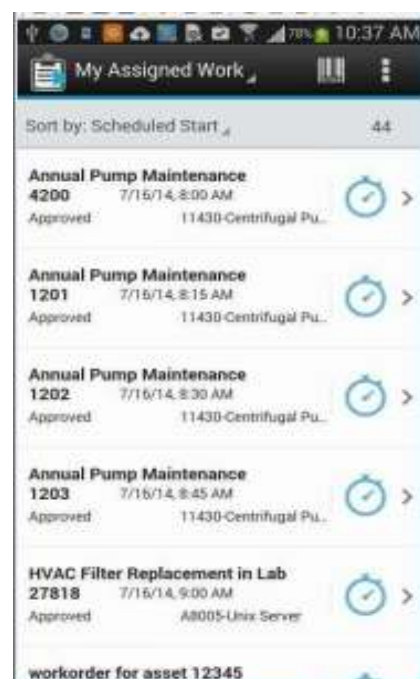 78% 10:37 AM
My Assigned Work
Sort by: Scheduled Start 44
Annual Pump Maintenance
4200 7/16/14, 8:00 AM
Approved 11430-Centrifugal Pu...
Annual Pump Maintenance
1201 7/16/14, 8:15 AM
Approved 11430-Centrifugal Pu...
Annual Pump Maintenance
1202 7/16/14, 8:30 AM
Approved 11430-Centrifugal Pu...
Annual Pump Maintenance
1203 7/16/14, 8:45 AM
Approved 11430-Centrifugal Pu...
HVAC Filter Replacement in Lab
27818 7/16/14, 9:00 AM
Approved A8005-Unix Server
workorder for asset 12345